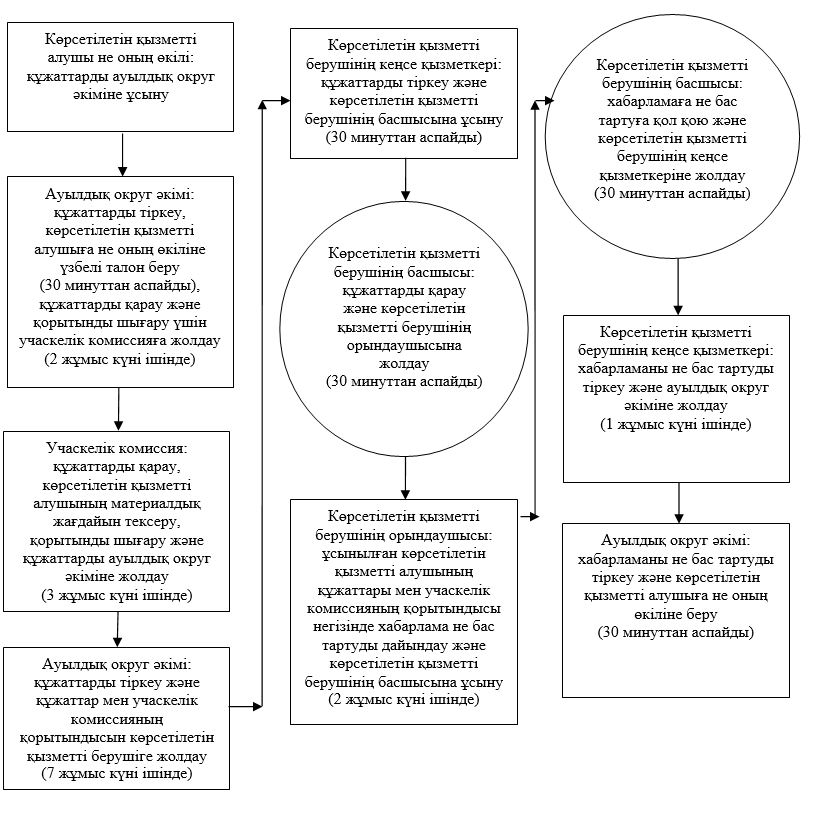 Көрсетілетін қызметті
алушы не оның өкілі:
құжаттарды ауылдық округ
әкіміне ұсыну
Ауылдық округ әкімі:
құжаттарды тіркеу,
көрсетілетін қызметті
алушыға не оның өкіліне
үзбелі талон беру
(30 минуттан аспайды),
құжаттарды қарау және
қорытынды шығару үшін
учаскелік комиссияға жолдау
(2 жұмыс күні ішінде)
Учаскелік комиссия:
құжаттарды қарау,
көрсетілетін қызметті
алушының материалдық
жағдайын тексеру,
қорытынды шығару және
құжаттарды ауылдық округ
әкіміне жолдау
(3 жұмыс күні ішінде)
Ауылдық округ әкімі:
құжаттарды тіркеу және
құжаттар мен учаскелік
комиссияның
қорытындысын көрсетілетін
қызметті берушіге жолдау
(7 жұмыс күні ішінде)
Көрсетілетін қызметті
берушінің кеңсе қызметкері:
құжаттарды тіркеу және
көрсетілетін қызметті
берушінің басшысына ұсыну
(30 минуттан аспайды)
Көрсетілетін қызметті
берушінің басшысы:
құжаттарды қарау
және көрсетілетін
қызметті берушінің
орындаушысына
жолдау
(30 минуттан аспайды)
Көрсетілетін қызметті
берушінің орындаушысы:
ұсынылған көрсетілетін
қызметті алушының
құжаттары мен учаскелік
комиссияның қорытындысы
негізінде хабарлама не бас
тартуды дайындау және
көрсетілетін қызметті
берушінің басшысына ұсыну
(2 жұмыс күні ішінде)
Көрсетілетін қызметті
берушінің басшысы:
хабарламаға не бас
тартуға қол қою және
көрсетілетін қызметті
берушінің кеңсе
қызметкеріне жолдау
(30 минуттан аспайды)
Көрсетілетін қызметті
берушінің кеңсе қызметкері:
хабарламаны не бас тартуды
тіркеу және ауылдық округ
әкіміне жолдау
(1 жұмыс күні ішінде)
Ауылдық округ әкімі:
хабарламаны не бас тартуды
тіркеу және көрсетілетін
қызметті алушыға не оның
өкіліне беру
(30 минуттан аспайды)